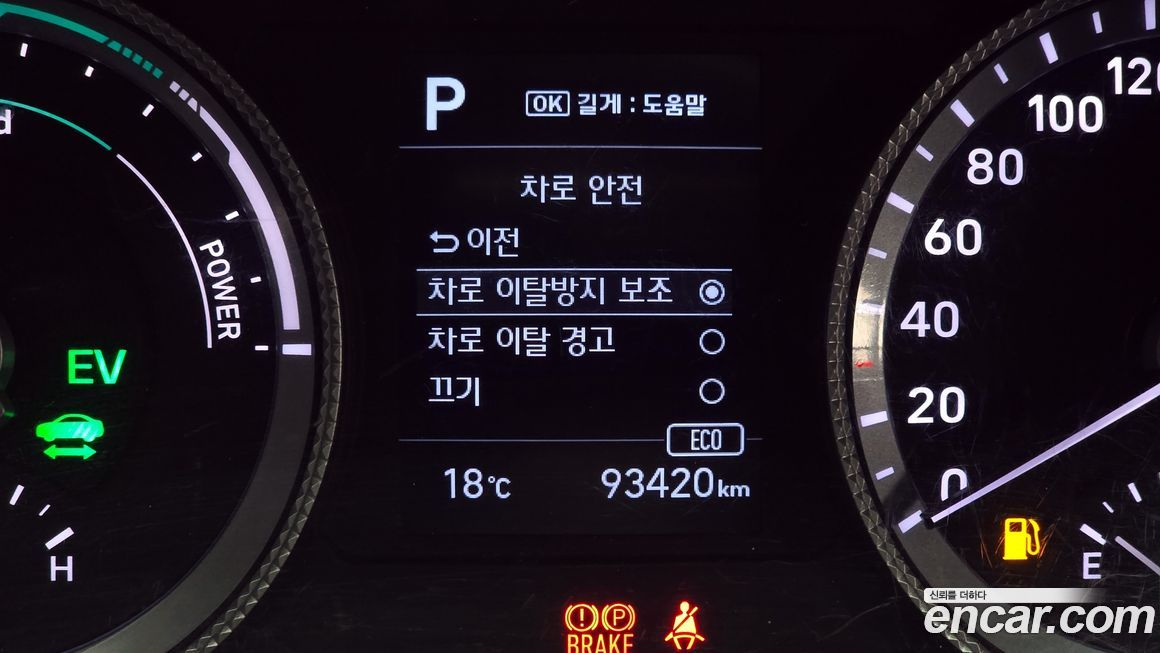 P
OK 길게 : 도움말
차로 안전
이전
차로 이탈방지 보조
차로 이탈 경고
끄기
ECO
18°C 93420km
POWER
EV
H
120
100
80
60
40
20
0
E
BRAKE
P
신뢰를 더하다
encar.com